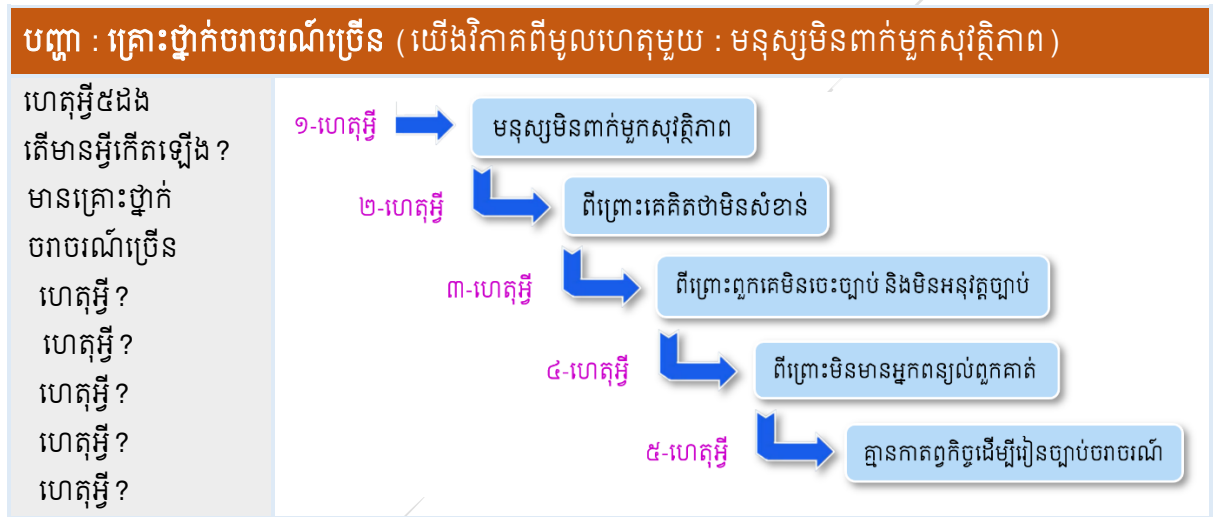 បញ្ហា : គ្រោះថ្នាក់ចរាចរណ៍ច្រើន (យើងវិភាគពីមូលហេតុមួយ : មនុស្សមិនពាក់មួកសុវត្ថិភាព)
ហេតុអ្វី៥ដង
តើមានអ្វីកើតឡើង?
មានគ្រោះថ្នាក់
ចរាចរណ៍ច្រើន
ហេតុអ្វី?
ហេតុអ្វី?
ហេតុអ្វី?
ហេតុអ្វី?
ហេតុអ្វី?
១-ហេតុអ្វី
មនុស្សមិនពាក់មួកសុវត្ថិភាព
២-ហេតុអ្វី
ពីព្រោះគេគិតថាមិនសំខាន់
៣-ហេតុអ្វី
ពីព្រោះពួកគេមិនចេះច្បាប់ និងមិនអនុវត្តច្បាប់
៤-ហេតុអ្វី
ពីព្រោះមិនមានអ្នកពន្យល់ពួកគាត់
៥-ហេតុអ្វី
គ្មានកាតព្វកិច្ចដើម្បីរៀនច្បាប់ចរាចរណ៍